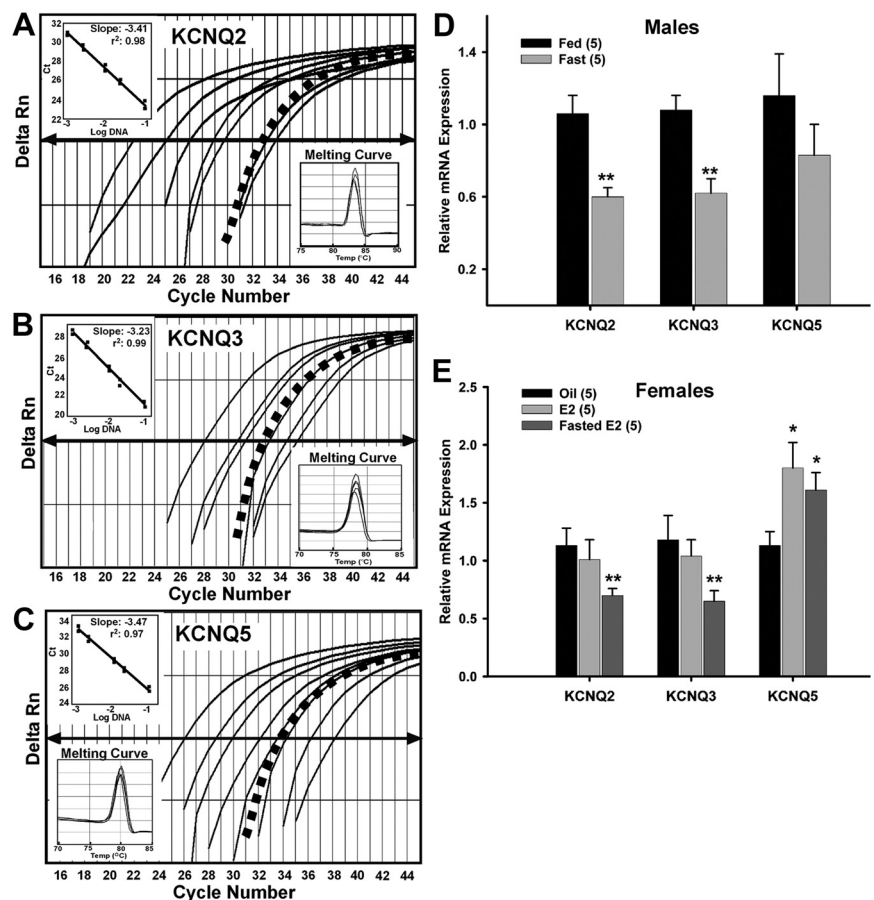 A
KCNQ2
Slope: -3.41
r²: 0.98
Ct
32
30
28
26
24
22
-3 -2 -1
Log DNA
Delta Rn
Melting Curve
75 80 85 90
Temp (°C)
16 18 20 22 24 26 28 30 32 34 36 38 40 42 44
Cycle Number
B
KCNQ3
Slope: -3.23
r²: 0.99
Ct
28
26
24
22
20
-3 -2 -1
Log DNA
Delta Rn
Melting Curve
70 75 80 85
Temp (°C)
16 18 20 22 24 26 28 30 32 34 36 38 40 42 44
Cycle Number
C
KCNQ5
Slope: -3.47
r²: 0.97
Ct
34
32
30
28
26
24
-3 -2 -1
Log DNA
Delta Rn
Melting Curve
70 75 80 85
Temp (°C)
16 18 20 22 24 26 28 30 32 34 36 38 40 42 44
Cycle Number
D
Males
Fed (5)
Fast (5)
Relative mRNA Expression
1.4
1.0
0.6
0.2
** **
KCNQ2 KCNQ3 KCNQ5
E
Females
Oil (5)
E2 (5)
Fasted E2 (5)
Relative mRNA Expression
2.5
2.0
1.5
1.0
0.5
0.0
** ** * *
KCNQ2 KCNQ3 KCNQ5